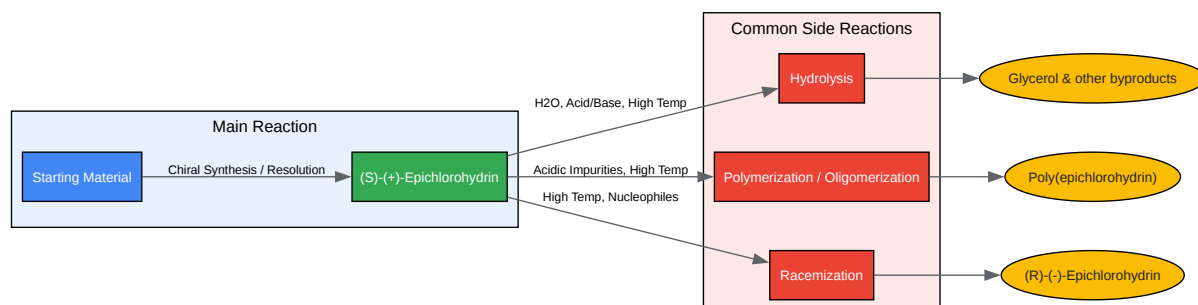 Common Side Reactions
Hydrolysis
Glycerol & other byproducts
H2O, Acid/Base, High Temp
Main Reaction
Starting Material
Chiral Synthesis / Resolution
(S)-(+)-Epichlorohydrin
Acidic Impurities, High Temp
Polymerization / Oligomerization
Poly(epichlorohydrin)
High Temp, Nucleophiles
Racemization
(R)-(-)-Epichlorohydrin